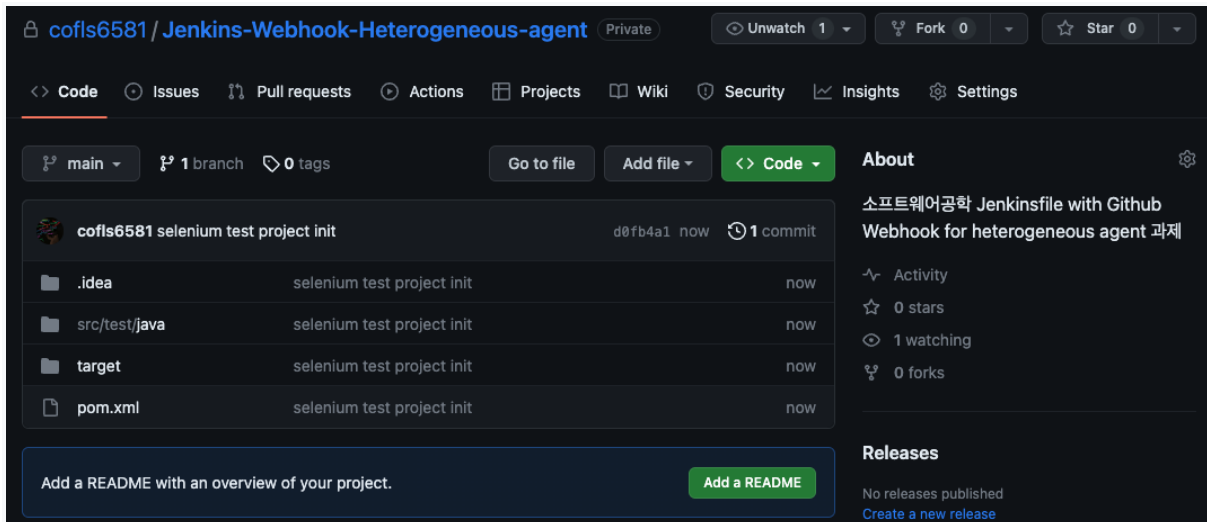 cofls6581/Jenkins-Webhook-Heterogeneous-agent Private Unwatch 1 Fork 0 Star 0
Code Issues Pull requests Actions Projects Wiki Security Insights Settings
main 1 branch 0 tags Go to file Add file Code
cofls6581 selenium test project init d0fb4a1 now 1 commit
.idea selenium test project init now
src/test/java selenium test project init now
target selenium test project init now
pom.xml selenium test project init now
Add a README with an overview of your project. Add a README
About
소프트웨어공학 Jenkinsfile with Github
Webhook for heterogeneous agent 과제
Activity
0 stars
1 watching
0 forks
Releases
No releases published
Create a new release